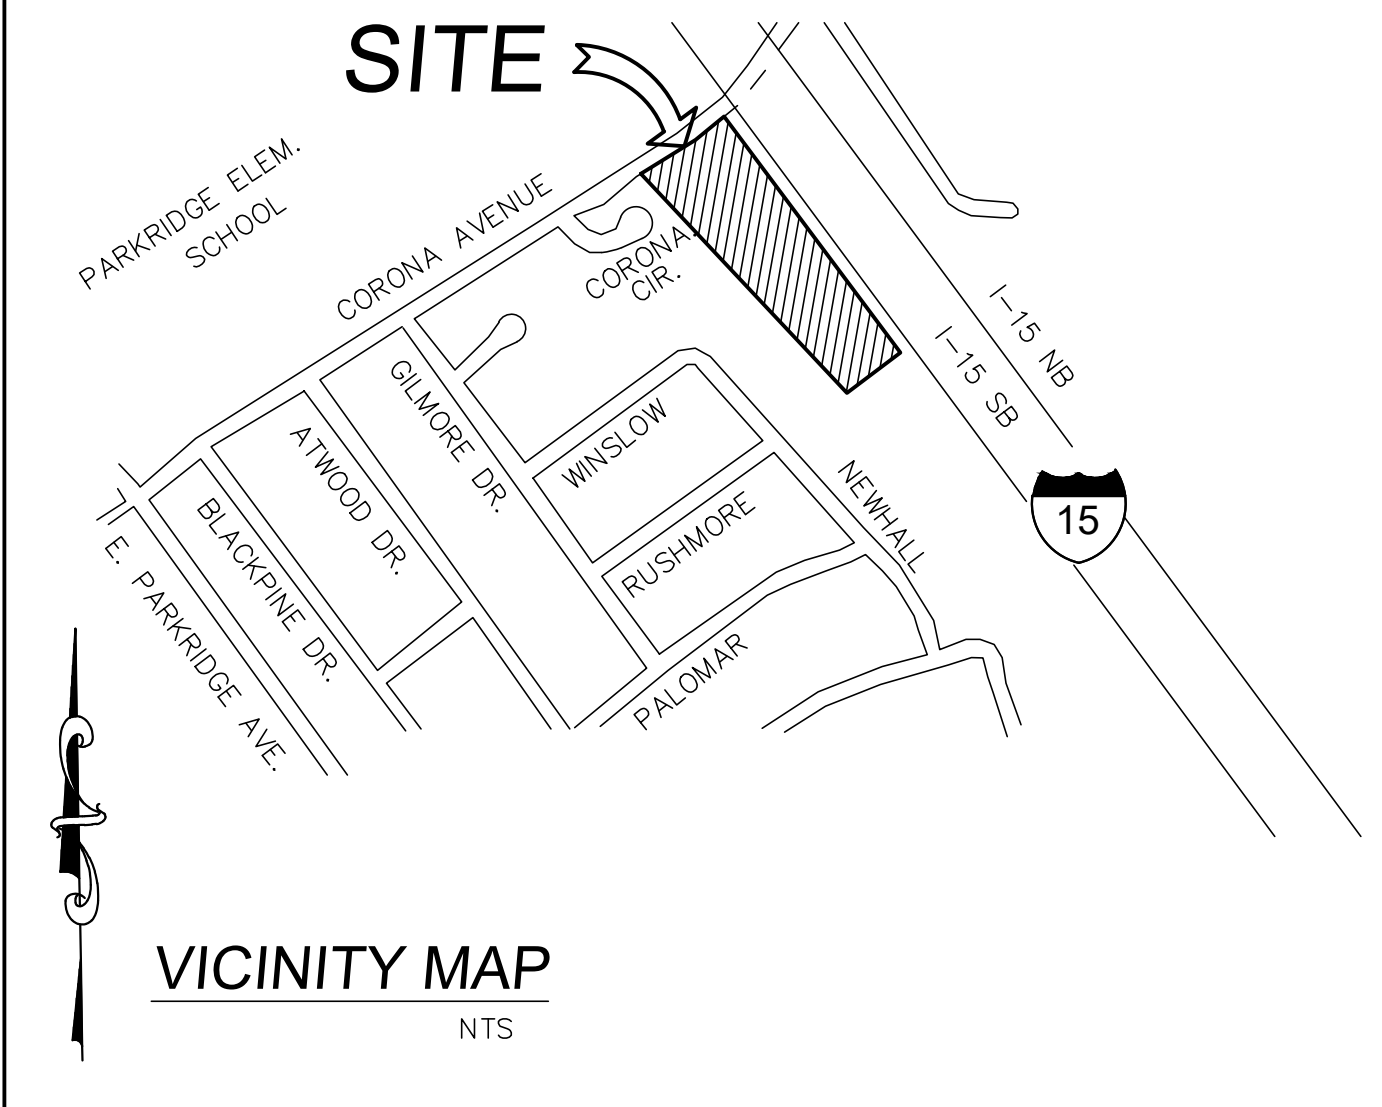 SITE
PARKRIDGE ELEM.
SCHOOL
CORONA AVENUE
CORONA
CIR.
I-15 NB
I-15 SB
GILMORE DR.
ATWOOD DR.
WINSLOW
NEWHALL
15
BLACKPINE DR.
RUSHMORE
E. PARKRIDGE AVE.
PALOMAR
VICINITY MAP
NTS